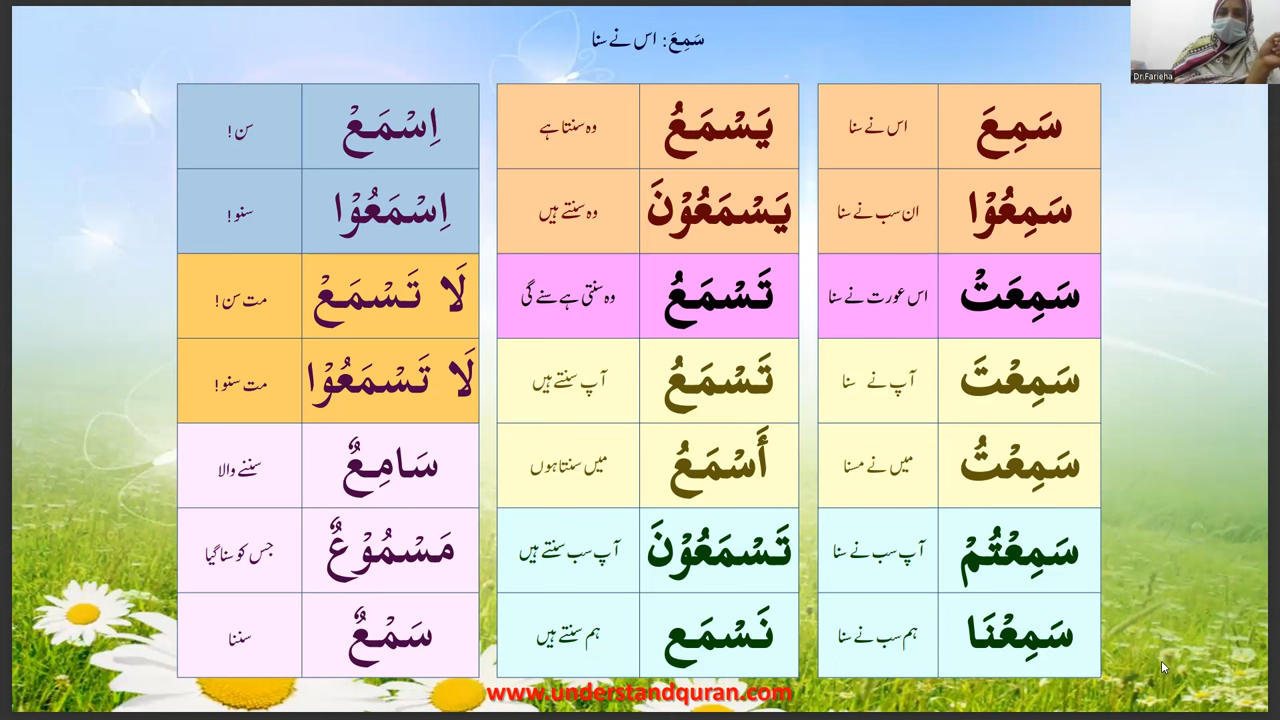 سَمِعَ: اس نے سنا
Dr.Farieha
سَمِعَ اس نے سنا
سَمِعُوْا ان سب نے سنا
سَمِعَتْ اس عورت نے سنا
سَمِعْتَ آپ نے سنا
سَمِعْتُ میں نے سنا
سَمِعْتُمْ آپ سب نے سنا
سَمِعْنَا ہم سب نے سنا
يَسْمَعُ وہ سنتا ہے
يَسْمَعُوْنَ وہ سنتے ہیں
تَسْمَعُ وہ سنتی ہے سنے گی
تَسْمَعُ آپ سنتے ہیں
أَسْمَعُ میں سنتا ہوں
تَسْمَعُوْنَ آپ سب سنتے ہیں
نَسْمَع ہم سنتے ہیں
اِسْمَعْ سن!
اِسْمَعُوْا سنو!
لَا تَسْمَعْ مت سن!
لَا تَسْمَعُوْا مت سنو!
سَامِعٌ سننے والا
مَسْمُوْعٌ جس کو سنا گیا
سَمْعٌ سننا
www.understandquran.com